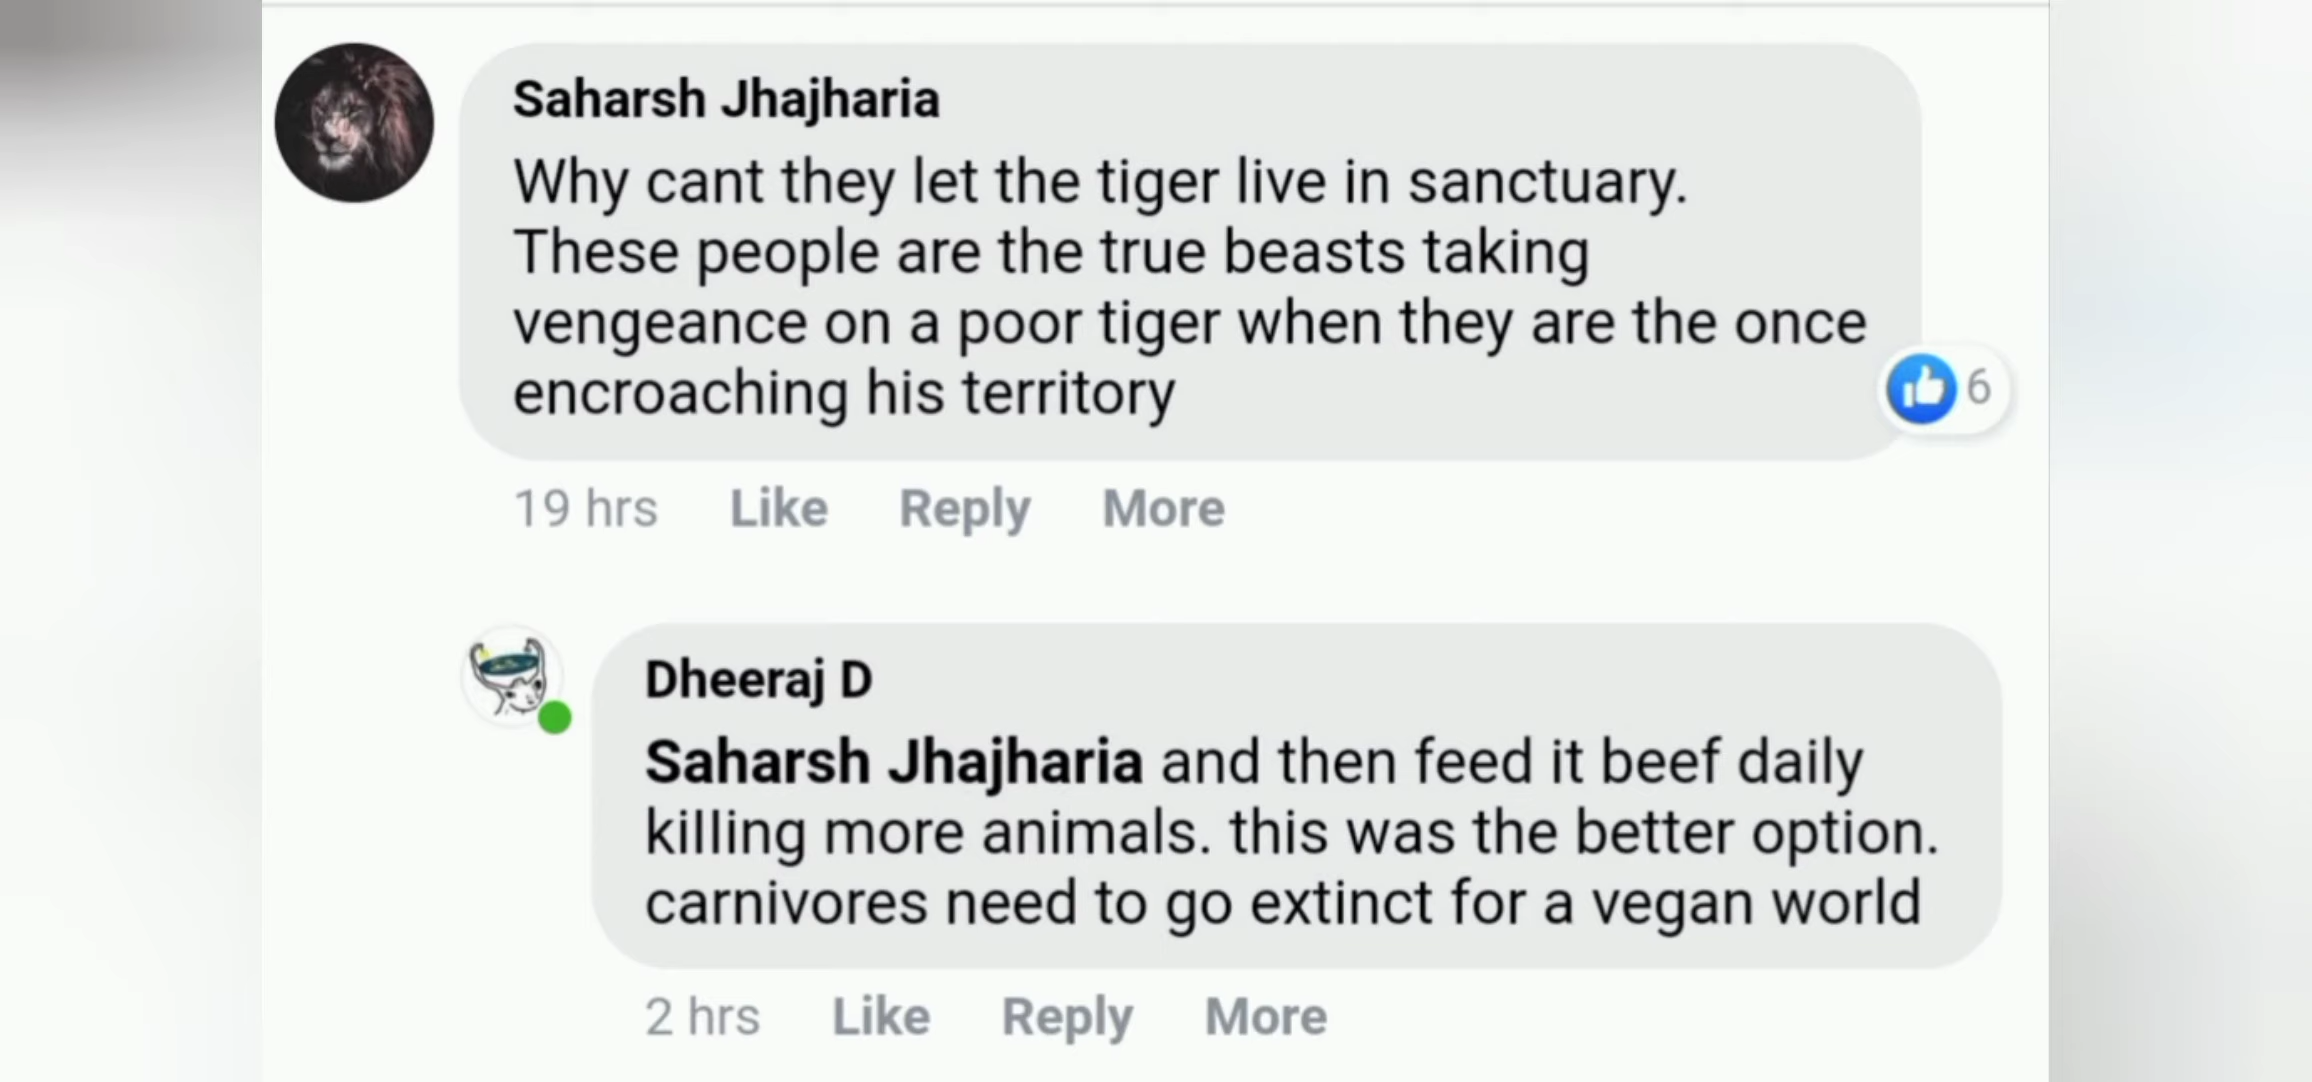 Saharsh Jhajharia
Why cant they let the tiger live in sanctuary.
These people are the true beasts taking
vengeance on a poor tiger when they are the once
encroaching his territory
6
19 hrs Like Reply More
Dheeraj D
Saharsh Jhajharia and then feed it beef daily
killing more animals. this was the better option.
carnivores need to go extinct for a vegan world
2 hrs Like Reply More